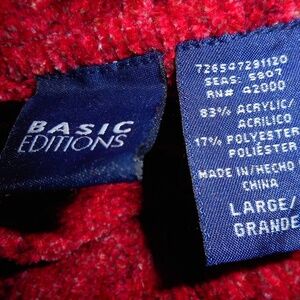 BASIC
EDITIONS
726547291120
SEAS: 5807
RN# 42000
83% ACRYLIC/
ACRILICO
17% POLYESTER
POLIÉSTER
MADE IN/HECHO EN
CHINA
LARGE/
GRANDE